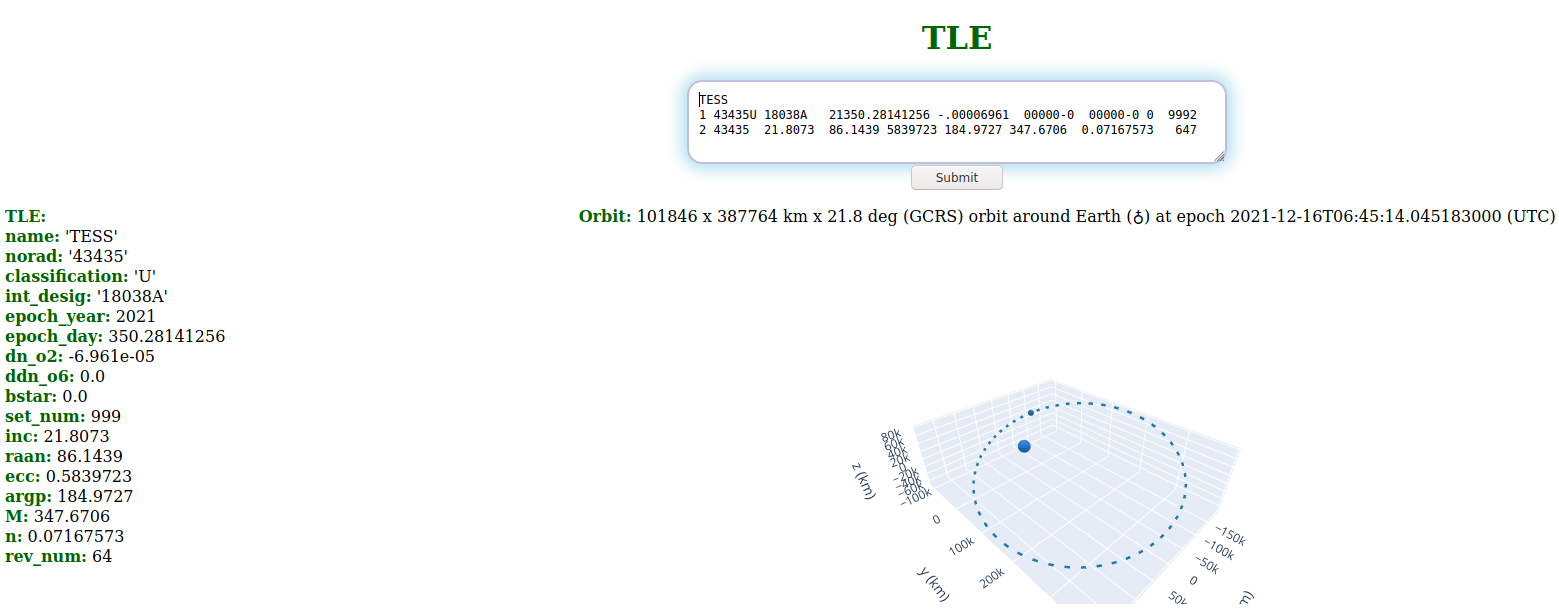 TLE
TESS
1 43435U 18038A   21350.28141256 -.00006961  00000-0  00000-0 0  9992
2 43435  21.8073  86.1439 5839723 184.9727 347.6706  0.07167573   647
Submit
TLE:
name: 'TESS'
norad: '43435'
classification: 'U'
int_desig: '18038A'
epoch_year: 2021
epoch_day: 350.28141256
dn_o2: -6.961e-05
ddn_o6: 0.0
bstar: 0.0
set_num: 999
inc: 21.8073
raan: 86.1439
ecc: 0.5839723
argp: 184.9727
M: 347.6706
n: 0.07167573
rev_num: 64
Orbit: 101846 x 387764 km x 21.8 deg (GCRS) orbit around Earth (♁) at epoch 2021-12-16T06:45:14.045183000 (UTC)
80k
60k
40k
20k
0
−20k
−40k
−60k
−100k
z (km)
0
100k
200k
y (km)
−150k
−100k
−50k
0
50k